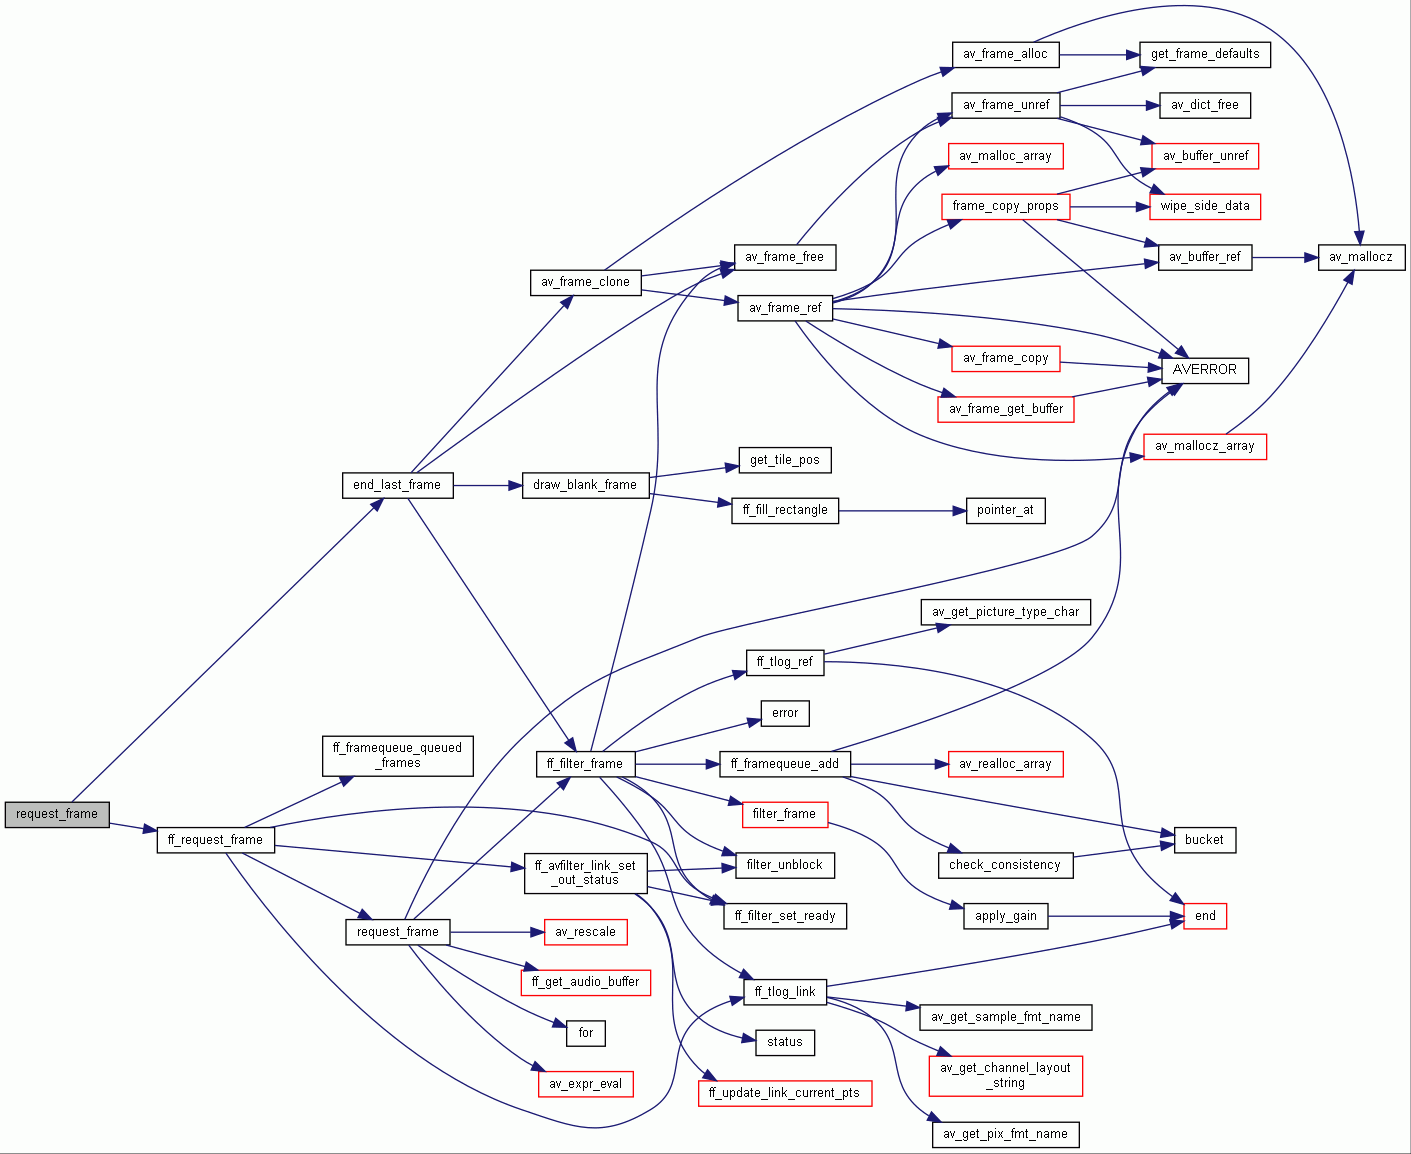 av_frame_alloc
get_frame_defaults
av_frame_unref
av_dict_free
av_malloc_array
av_buffer_unref
frame_copy_props
wipe_side_data
av_frame_free
av_buffer_ref
av_mallocz
av_frame_clone
av_frame_ref
av_frame_copy
AVERROR
av_frame_get_buffer
av_mallocz_array
get_tile_pos
end_last_frame
draw_blank_frame
ff_fill_rectangle
pointer_at
av_get_picture_type_char
ff_tlog_ref
error
ff_framequeue_queued
_frames
ff_filter_frame
ff_framequeue_add
av_realloc_array
request_frame
filter_frame
ff_request_frame
bucket
ff_avfilter_link_set
_out_status
filter_unblock
check_consistency
request_frame
av_rescale
ff_filter_set_ready
apply_gain
end
ff_get_audio_buffer
ff_tlog_link
av_get_sample_fmt_name
for
status
av_get_channel_layout
_string
av_expr_eval
ff_update_link_current_pts
av_get_pix_fmt_name